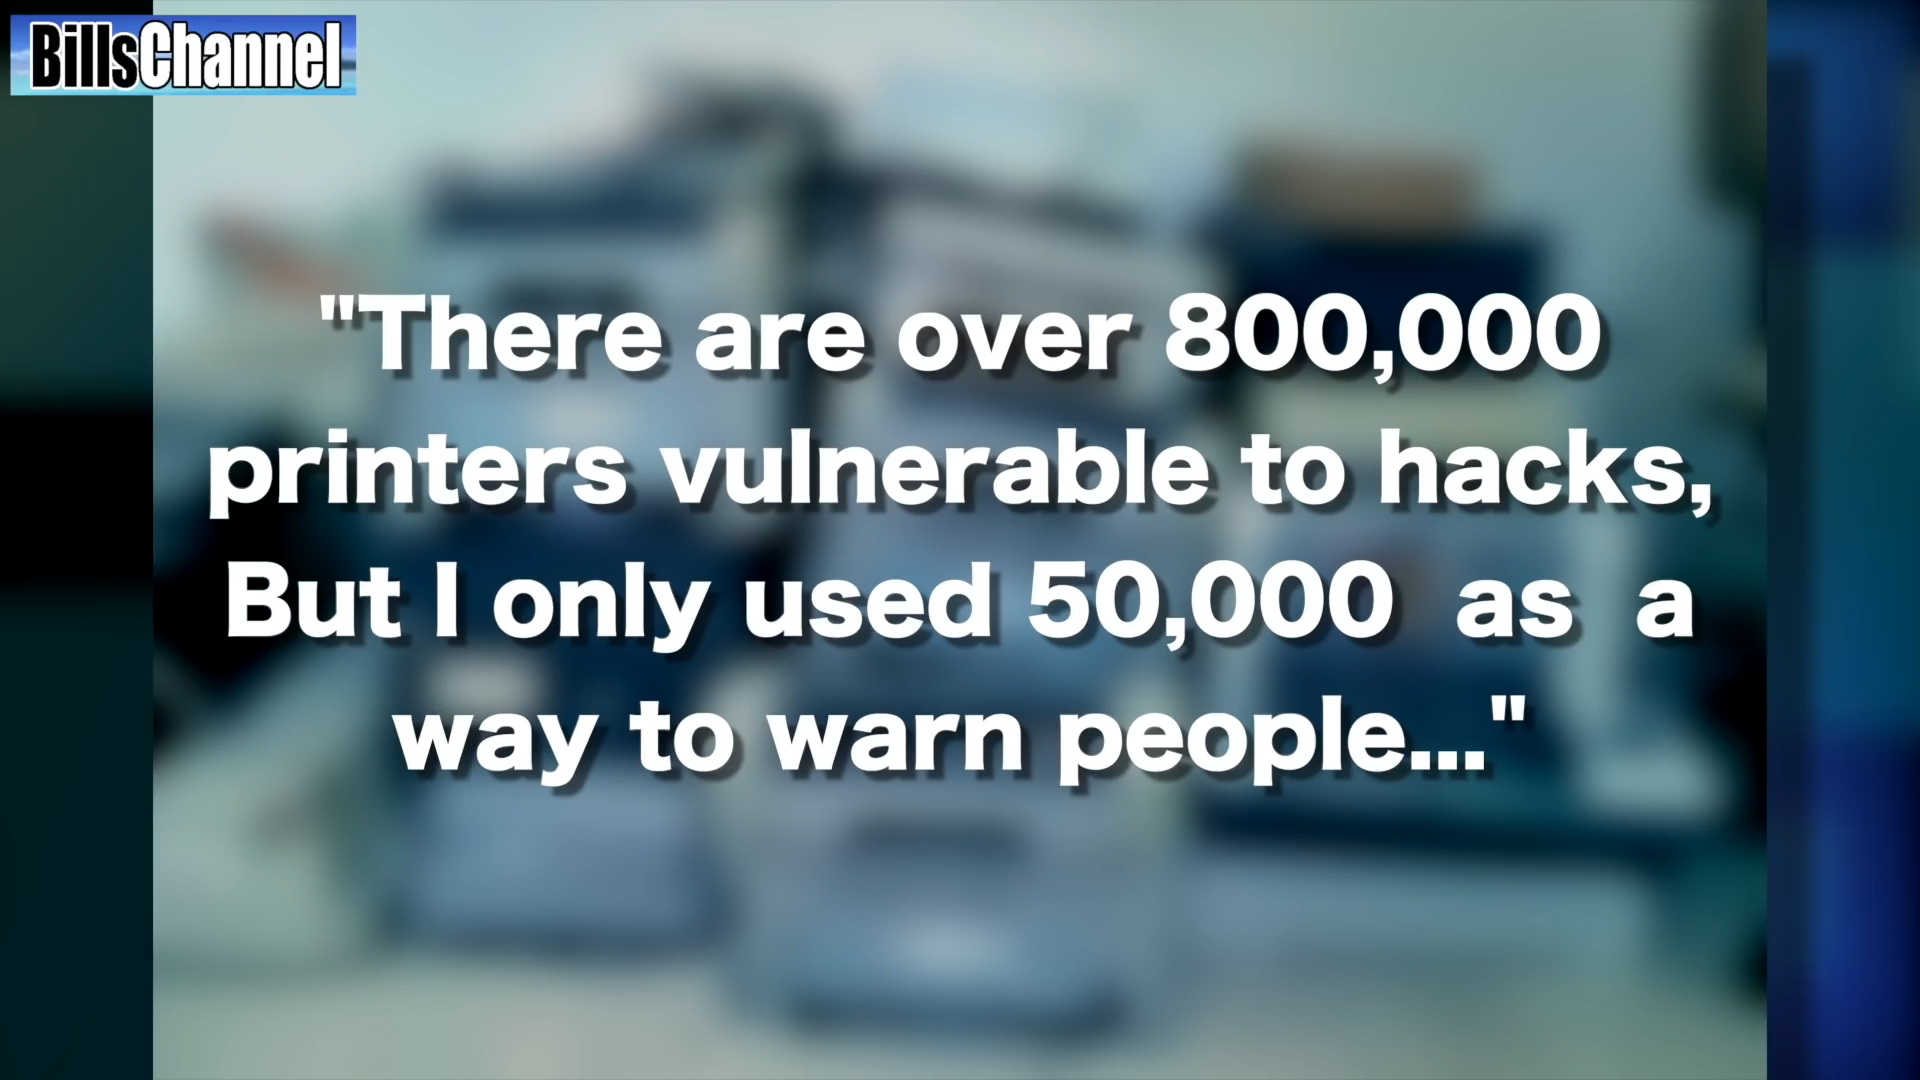 BillsChannel
"There are over 800,000
printers vulnerable to hacks,
But I only used 50,000 as a
way to warn people..."